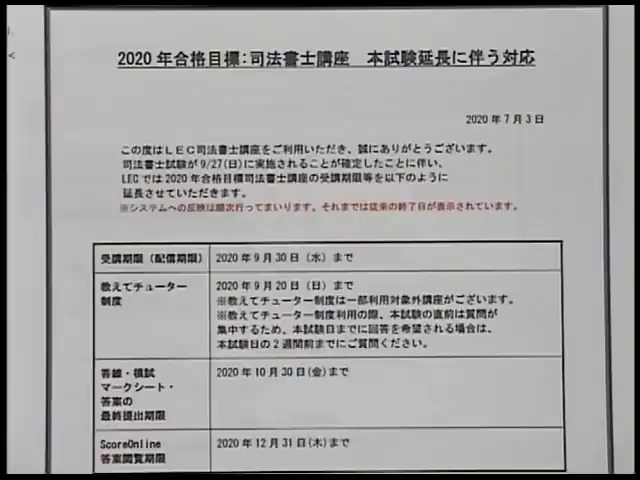 2020年合格目標：司法書士講座　本試験延長に伴う対応
2020年7月3日
この度はLEC司法書士講座をご利用いただき、誠にありがとうございます。
司法書士試験が9/27(日)に実施されることが確定したことに伴い、
LECでは2020年合格目標司法書士講座の受講期限等を以下のように
延長させていただきます。
※システムへの反映は順次行ってまいります。それまでは従来の終了日が表示されています。
受講期限（配信期限）
2020年9月30日（水）まで
教えてチューター
制度
2020年9月20日（日）まで
※教えてチューター制度は一部利用対象外講座がございます。
※教えてチューター制度利用の際、本試験の直前は質問が
集中するため、本試験日までに回答を希望される場合は、
本試験日の2週間前までにご質問ください。
答練・模試
マークシート・
答案の
最終提出期限
2020年10月30日(金)まで
ScoreOnline
答案閲覧期限
2020年12月31日(木)まで